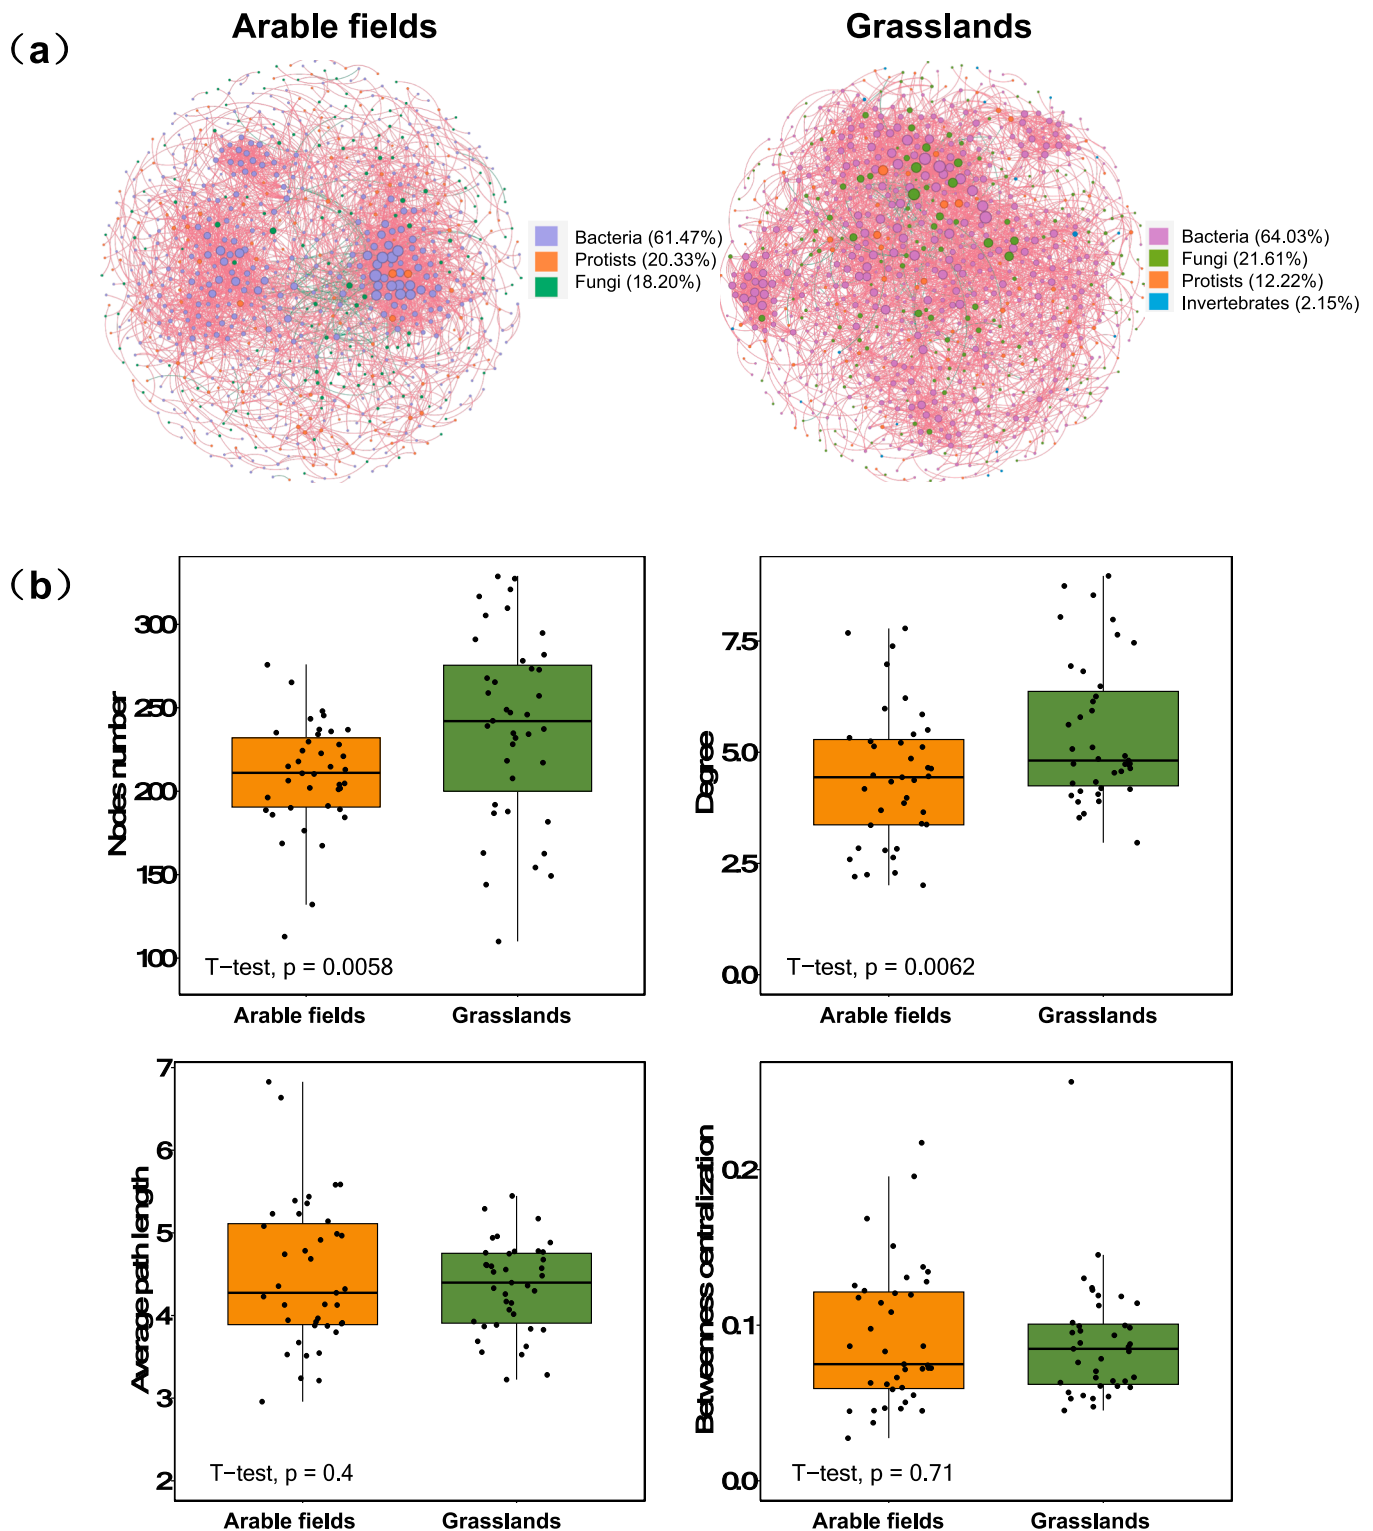 Arable fields
Grasslands
（a）
Bacteria (61.47%)
Protists (20.33%)
Fungi (18.20%)
Bacteria (64.03%)
Fungi (21.61%)
Protists (12.22%)
Invertebrates (2.15%)
（b）
Nodes number
300
250
200
150
100
T-test, p = 0.0058
Arable fields
Grasslands
Degree
7.5
5.0
2.5
0.0
T-test, p = 0.0062
Arable fields
Grasslands
Average path length
7
6
5
4
3
2
T-test, p = 0.4
Arable fields
Grasslands
Betweenness centralization
0.2
0.1
0.0
T-test, p = 0.71
Arable fields
Grasslands